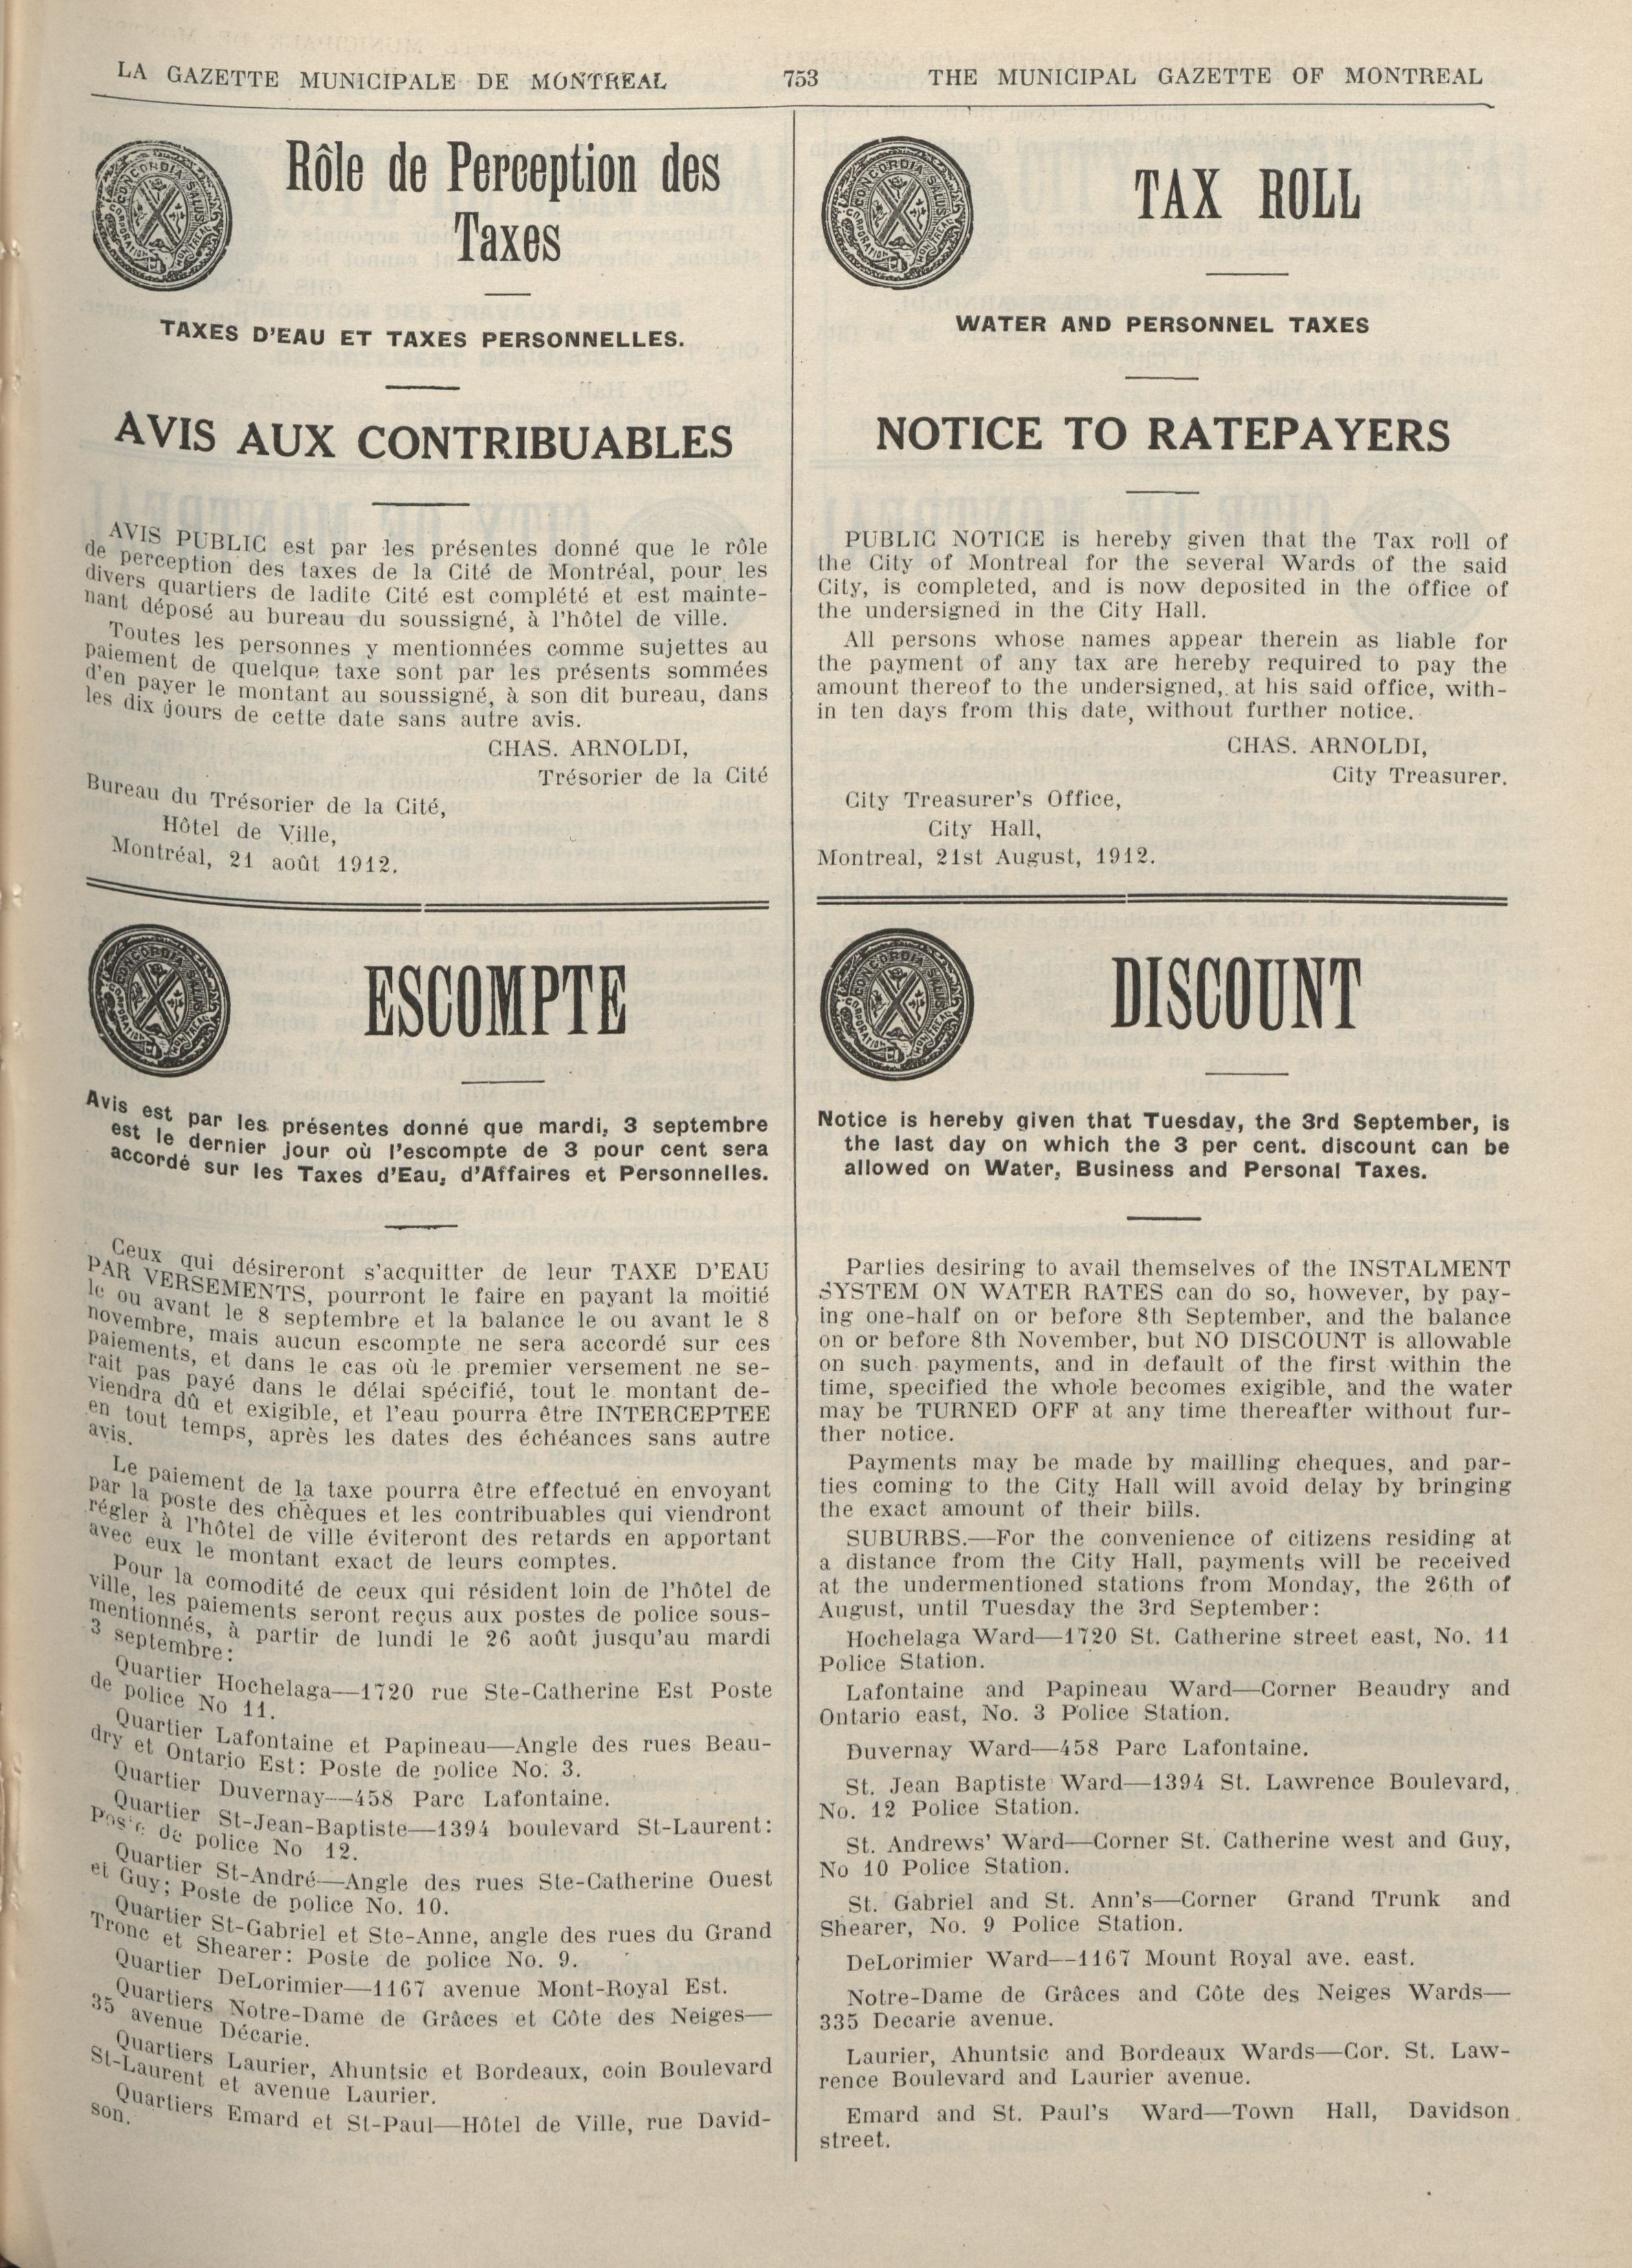 LA GAZETTE MUNICIPALE DE MONTREAL 753 THE MUNICIPAL GAZETTE OF MONTREAL
Rôle de Perception des
Taxes
TAXES D'EAU ET TAXES PERSONNELLES.
AVIS AUX CONTRIBUABLES
AVIS PUBLIC est par les présentes donné que le rôle
de perception des taxes de la Cité de Montréal, pour les
divers quartiers de ladite Cité est complété et est mainte-
nant déposé au bureau du soussigné, à l'hôtel de ville.
Toutes les personnes y mentionnées comme sujettes au
paiement de quelque taxe sont par les présents sommées
d'en payer le montant au soussigné, à son dit bureau, dans
les dix jours de cette date sans autre avis.
CHAS. ARNOLDI,
Trésorier de la Cité
Bureau du Trésorier de la Cité,
Hôtel de Ville,
Montréal, 21 août 1912.
ESCOMPTE
Avis est par les présentes donné que mardi, 3 septembre
est le dernier jour où l'escompte de 3 pour cent sera
accordé sur les Taxes d'Eau, d'Affaires et Personnelles.
Ceux qui désireront s'acquitter de leur TAXE D'EAU
PAR VERSEMENTS, pourront le faire en payant la moitié
le ou avant le 8 septembre et la balance le ou avant le 8
novembre, mais aucun escompte ne sera accordé sur ces
paiements, et dans le cas où le premier versement ne se-
rait pas payé dans le délai spécifié, tout le montant de-
viendra dû et exigible, et l'eau pourra être INTERCEPTEE
en tout temps, après les dates des échéances sans autre
avis.
Le paiement de la taxe pourra être effectué en envoyant
par la poste des chèques et les contribuables qui viendront
régler à l'hôtel de ville éviteront des retards en apportant
avec eux le montant exact de leurs comptes.
Pour la comodité de ceux qui résident loin de l'hôtel de
ville, les paiements seront reçus aux postes de police sous-
mentionnés, à partir de lundi le 26 août jusqu'au mardi
3 septembre:
Quartier Hochelaga—1720 rue Ste-Catherine Est Poste
de police No 11.
Quartier Lafontaine et Papineau—Angle des rues Beau-
dry et Ontario Est: Poste de police No. 3.
Quartier Duvernay—458 Parc Lafontaine.
Quartier St-Jean-Baptiste—1394 boulevard St-Laurent:
Poste de police No 12.
Quartier St-André—Angle des rues Ste-Catherine Ouest
et Guy; Poste de police No. 10.
Quartier St-Gabriel et Ste-Anne, angle des rues du Grand
Tronc et Shearer: Poste de police No. 9.
Quartier DeLorimier—1167 avenue Mont-Royal Est.
Quartiers Notre-Dame de Grâces et Côte des Neiges—
35 avenue Décarie.
Quartiers Laurier, Ahuntsic et Bordeaux, coin Boulevard
St-Laurent et avenue Laurier.
Quartiers Emard et St-Paul—Hôtel de Ville, rue David-
son.
TAX ROLL
WATER AND PERSONNEL TAXES
NOTICE TO RATEPAYERS
PUBLIC NOTICE is hereby given that the Tax roll of
the City of Montreal for the several Wards of the said
City, is completed, and is now deposited in the office of
the undersigned in the City Hall.
All persons whose names appear therein as liable for
the payment of any tax are hereby required to pay the
amount thereof to the undersigned, at his said office, with-
in ten days from this date, without further notice.
CHAS. ARNOLDI,
City Treasurer.
City Treasurer's Office,
City Hall,
Montreal, 21st August, 1912.
DISCOUNT
Notice is hereby given that Tuesday, the 3rd September, is
the last day on which the 3 per cent. discount can be
allowed on Water, Business and Personal Taxes.
Parties desiring to avail themselves of the INSTALMENT
SYSTEM ON WATER RATES can do so, however, by pay-
ing one-half on or before 8th September, and the balance
on or before 8th November, but NO DISCOUNT is allowable
on such payments, and in default of the first within the
time, specified the whole becomes exigible, and the water
may be TURNED OFF at any time thereafter without fur-
ther notice.
Payments may be made by mailling cheques, and par-
ties coming to the City Hall will avoid delay by bringing
the exact amount of their bills.
SUBURBS.—For the convenience of citizens residing at
a distance from the City Hall, payments will be received
at the undermentioned stations from Monday, the 26th of
August, until Tuesday the 3rd September:
Hochelaga Ward—1720 St. Catherine street east, No. 11
Police Station.
Lafontaine and Papineau Ward—Corner Beaudry and
Ontario east, No. 3 Police Station.
Duvernay Ward—458 Parc Lafontaine.
St. Jean Baptiste Ward—1394 St. Lawrence Boulevard,
No. 12 Police Station.
St. Andrews' Ward—Corner St. Catherine west and Guy,
No 10 Police Station.
St. Gabriel and St. Ann's—Corner Grand Trunk and
Shearer, No. 9 Police Station.
DeLorimier Ward—1167 Mount Royal ave. east.
Notre-Dame de Grâces and Côte des Neiges Wards—
335 Decarie avenue.
Laurier, Ahuntsic and Bordeaux Wards—Cor. St. Law-
rence Boulevard and Laurier avenue.
Emard and St. Paul's Ward—Town Hall, Davidson
street.